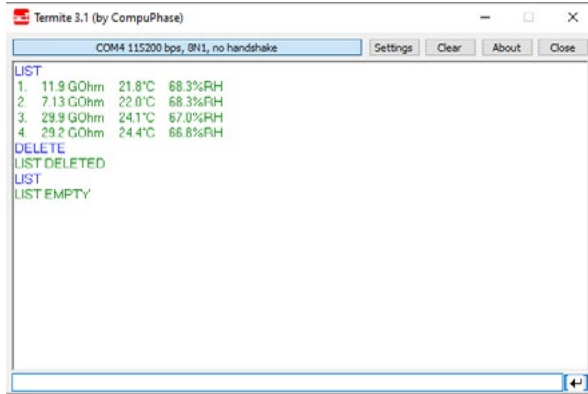 Termite 3.1 (by CompuPhase)
COM4 115200 bps, 8N1, no handshake Settings Clear About Close
LIST
1. 11.9 GOhm 21.8°C 68.3%RH
2. 7.13 GOhm 22.0°C 68.3%RH
3. 29.9 GOhm 24.1°C 67.0%RH
4. 29.2 GOhm 24.4°C 66.8%RH
DELETE
LIST DELETED
LIST
LIST EMPTY